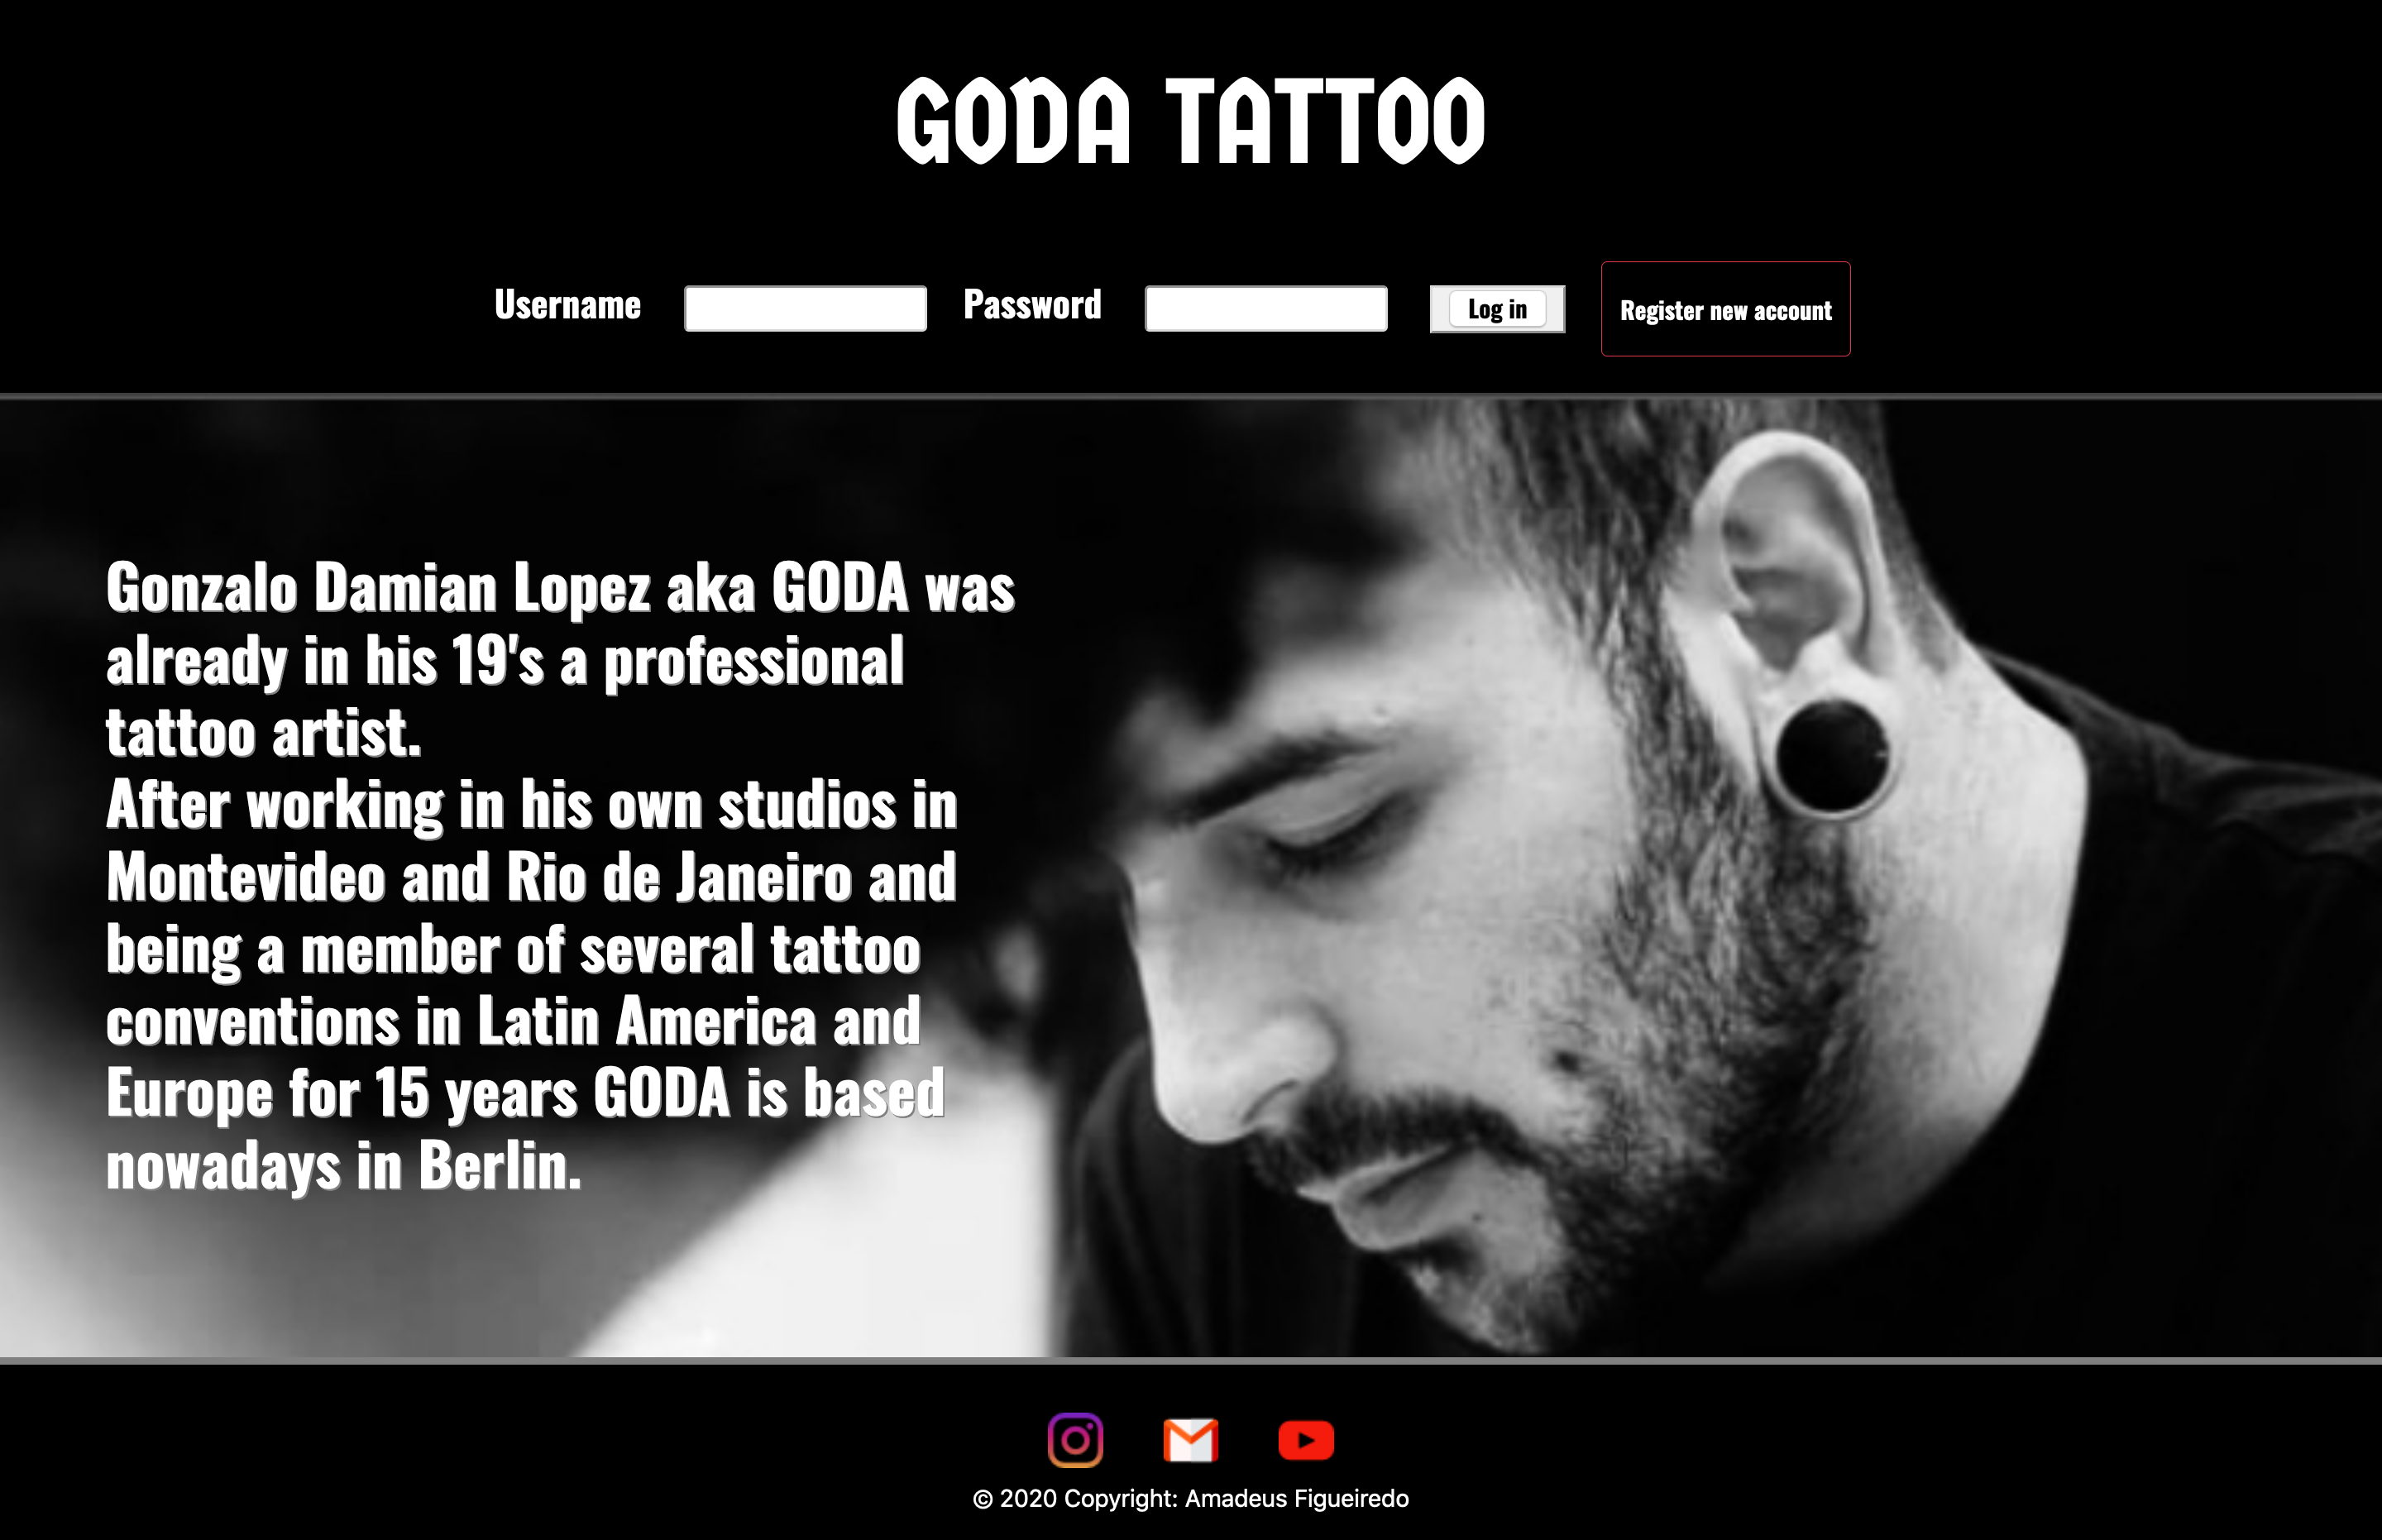 GODA TATTOO
Username Password Log in Register new account
Gonzalo Damian Lopez aka GODA was
already in his 19's a professional
tattoo artist.
After working in his own studios in
Montevideo and Rio de Janeiro and
being a member of several tattoo
conventions in Latin America and
Europe for 15 years GODA is based
nowadays in Berlin.
© 2020 Copyright: Amadeus Figueiredo